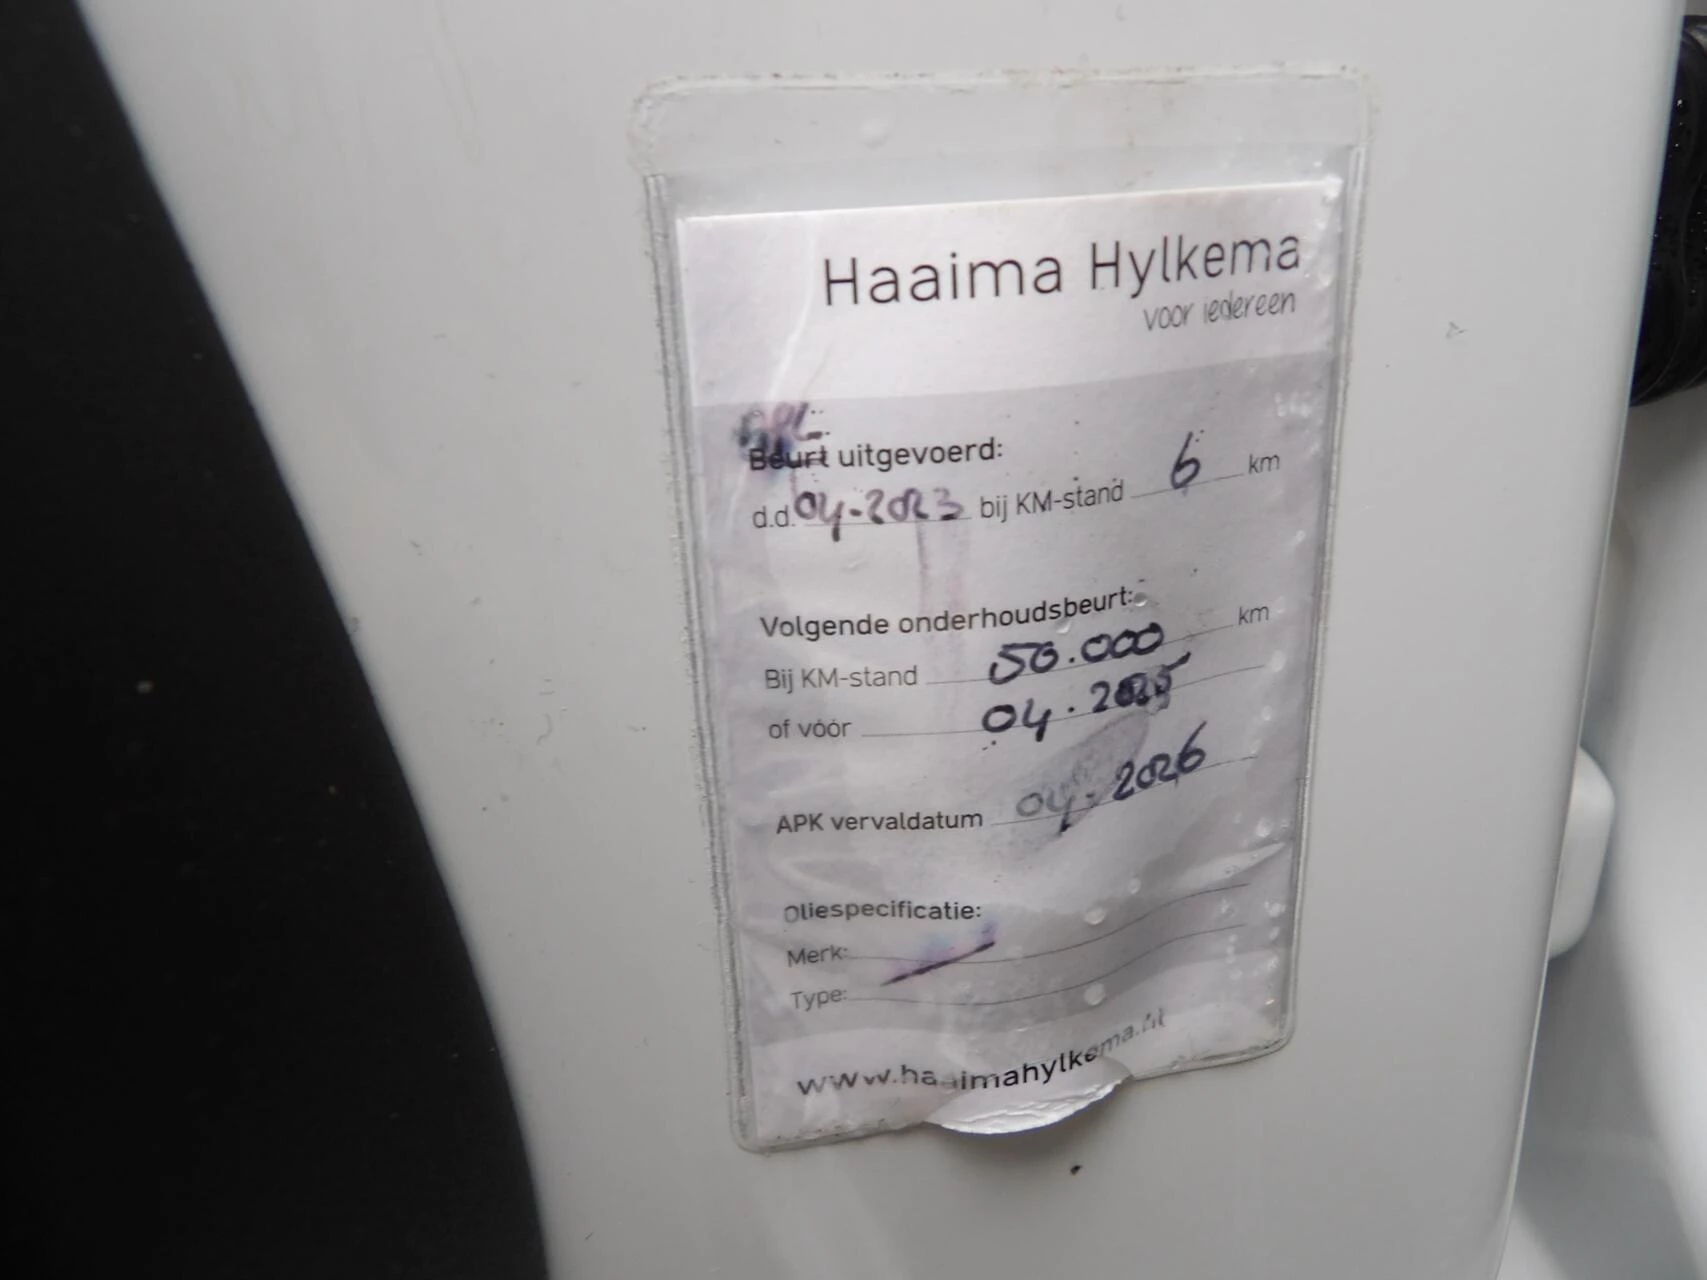 Haaima Hylkema
voor iedereen
Beurt uitgevoerd:
d.d. 04-2023 bij KM-stand 6 km
Volgende onderhoudsbeurt:
Bij KM-stand 50.000 km
of vóór 04.2025
APK vervaldatum 04-2026
Oliespecificatie:
Merk:
Type:
www.haaimahylkema.nl